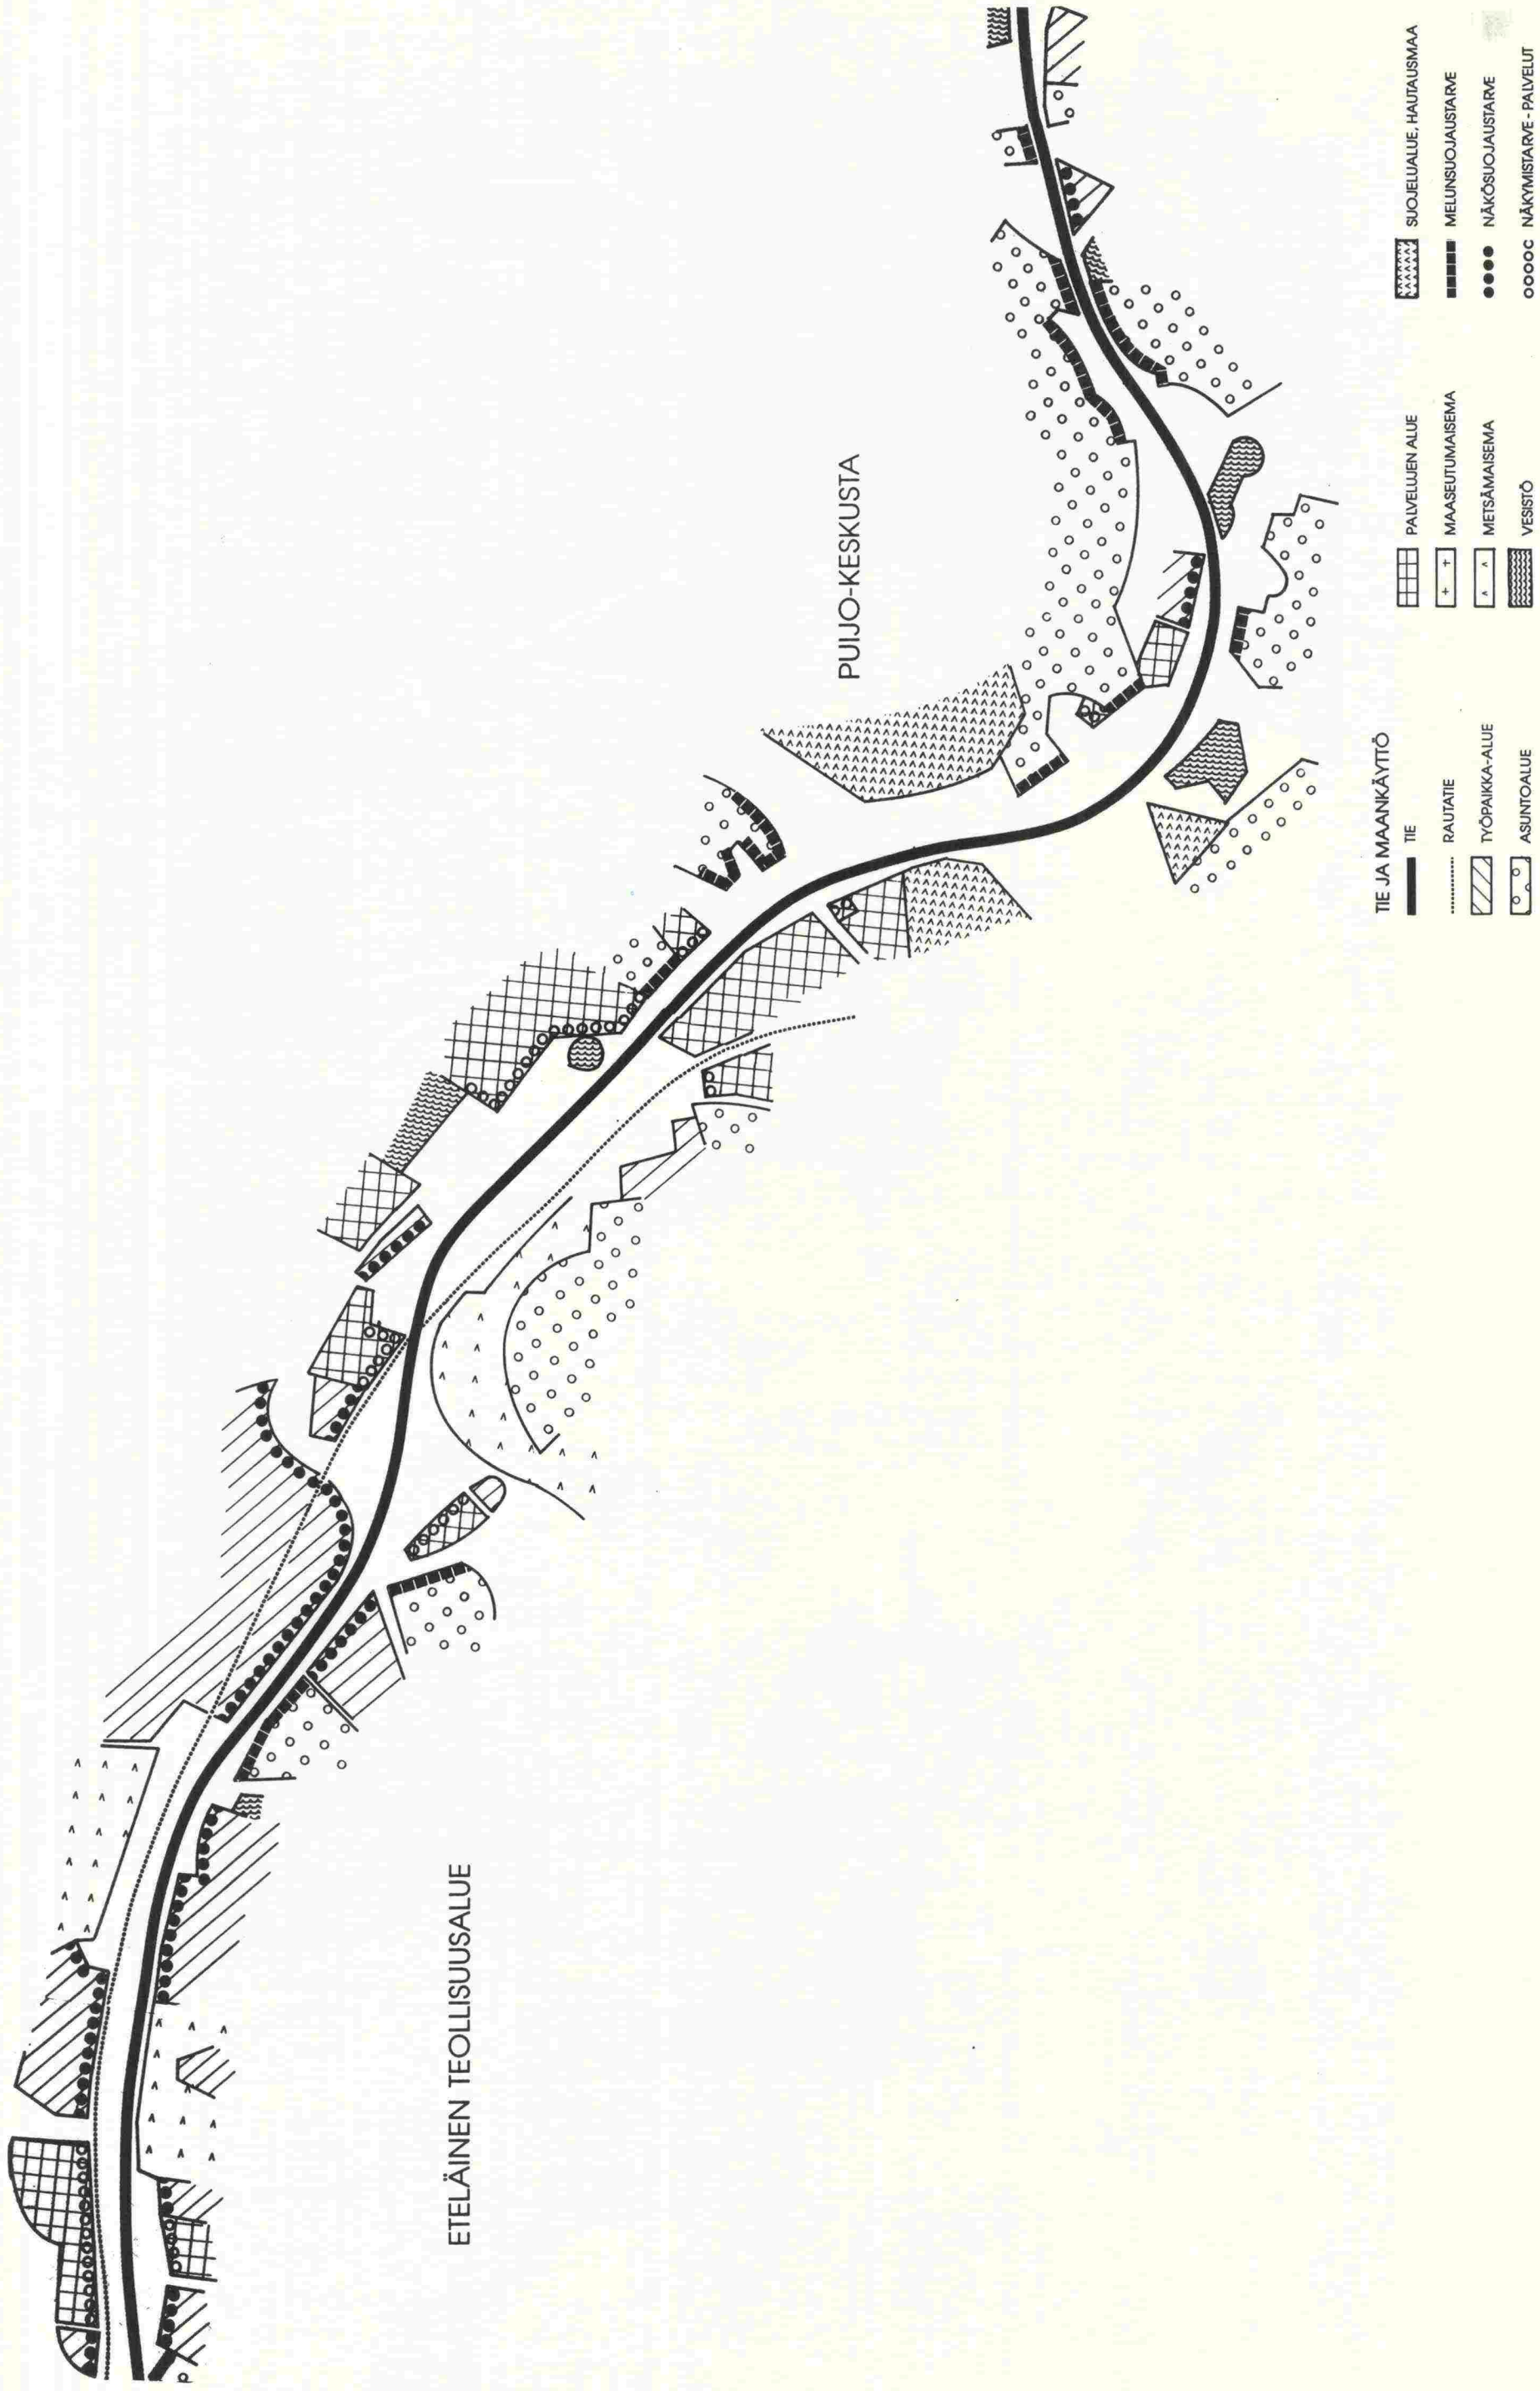 PUIJO-KESKUSTA
ETELÄINEN TEOLLISUUSALUE
TIE JA MAANKÄYTTÖ
TIE
RAUTATIE
TYÖPAIKKA-ALUE
ASUNTOALUE
PALVELUJEN ALUE
MAASEUTUMAISEMA
METSÄMAISEMA
VESISTÖ
SUOJELUALUE, HAUTAUSMAA
MELUNSUOJAUSTARVE
NÄKÖSUOJAUSTARVE
NÄKYMISTARVE - PALVELUT